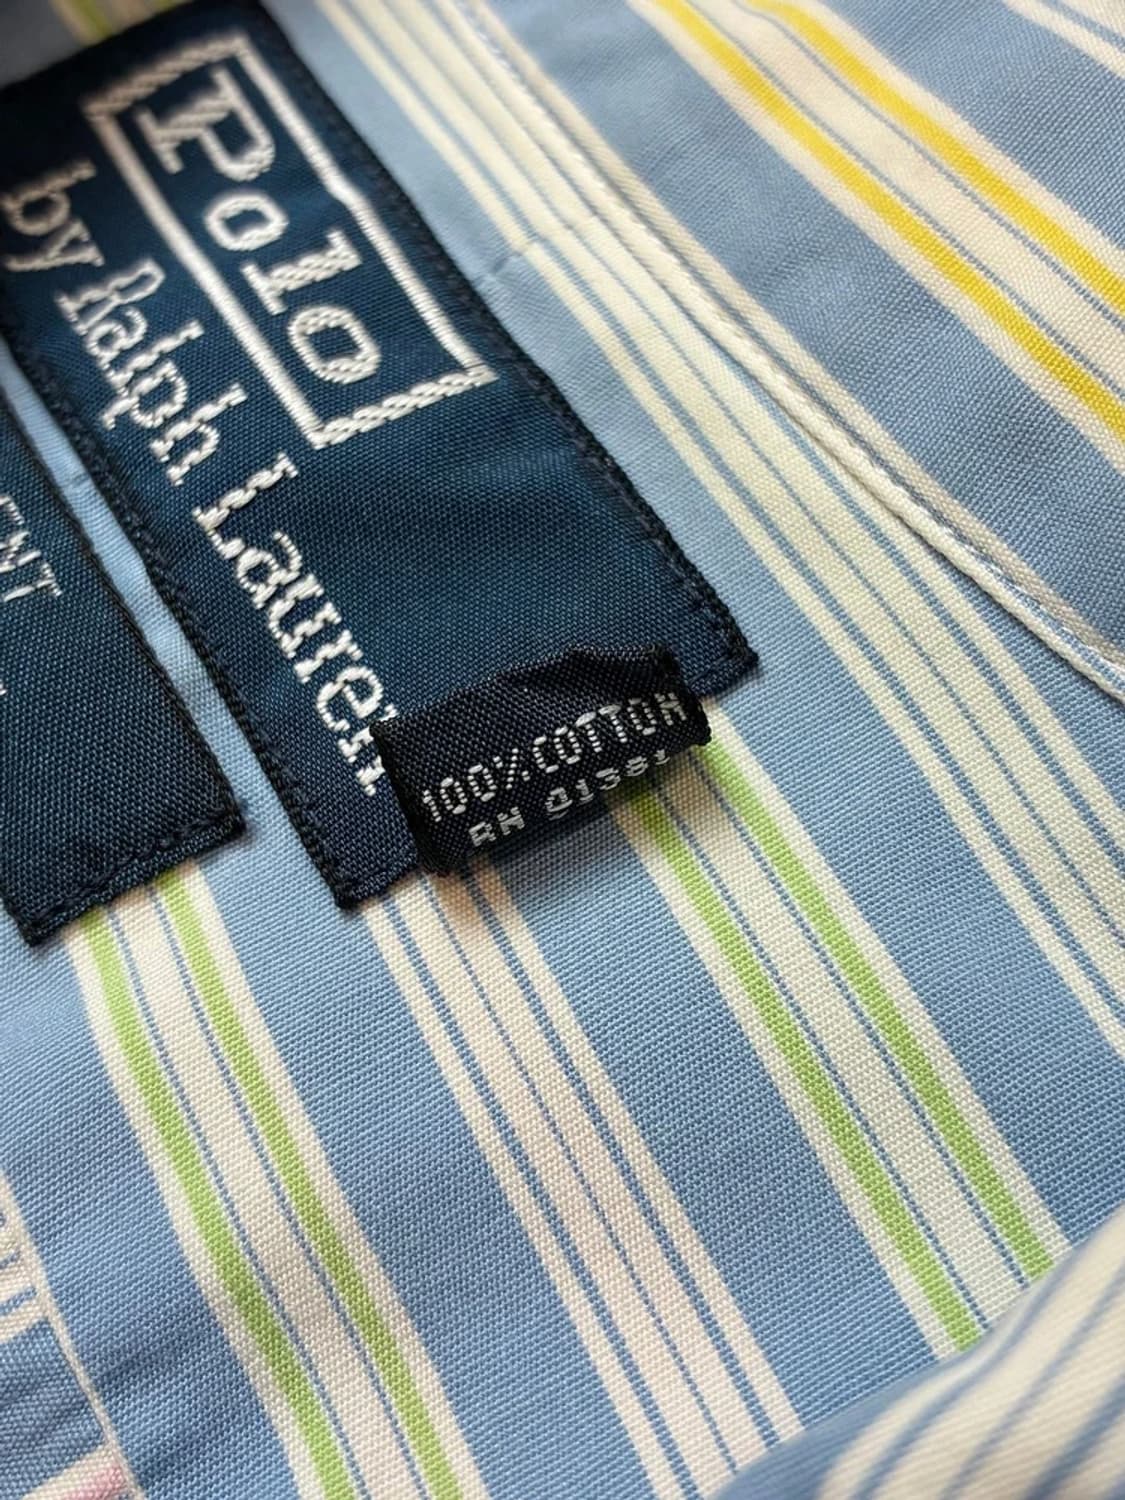 Polo
by Ralph Lauren
100% COTTON
RN 41381